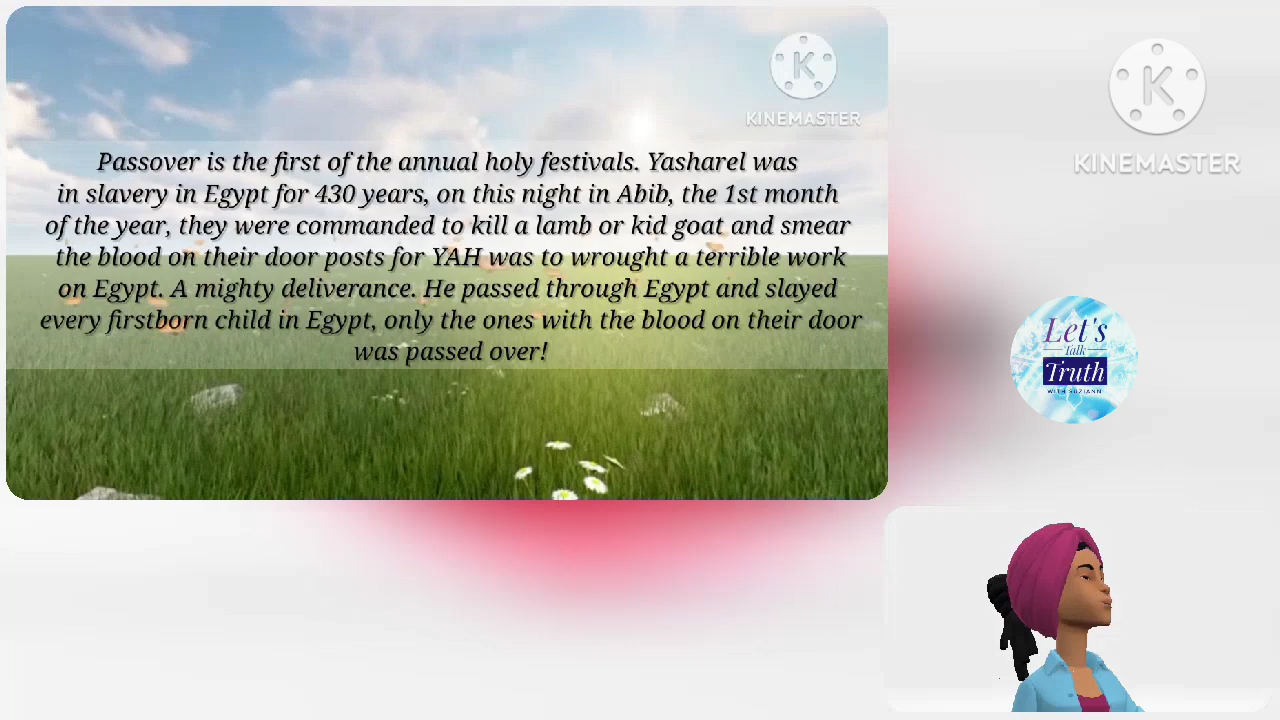 K
KINEMASTER
K
KINEMASTER
Passover is the first of the annual holy festivals. Yasharel was
in slavery in Egypt for 430 years, on this night in Abib, the 1st month
of the year, they were commanded to kill a lamb or kid goat and smear
the blood on their door posts for YAH was to wrought a terrible work
on Egypt. A mighty deliverance. He passed through Egypt and slayed
every firstborn child in Egypt, only the ones with the blood on their door
was passed over!
Let's
Talk
Truth
WITH SUZIANN